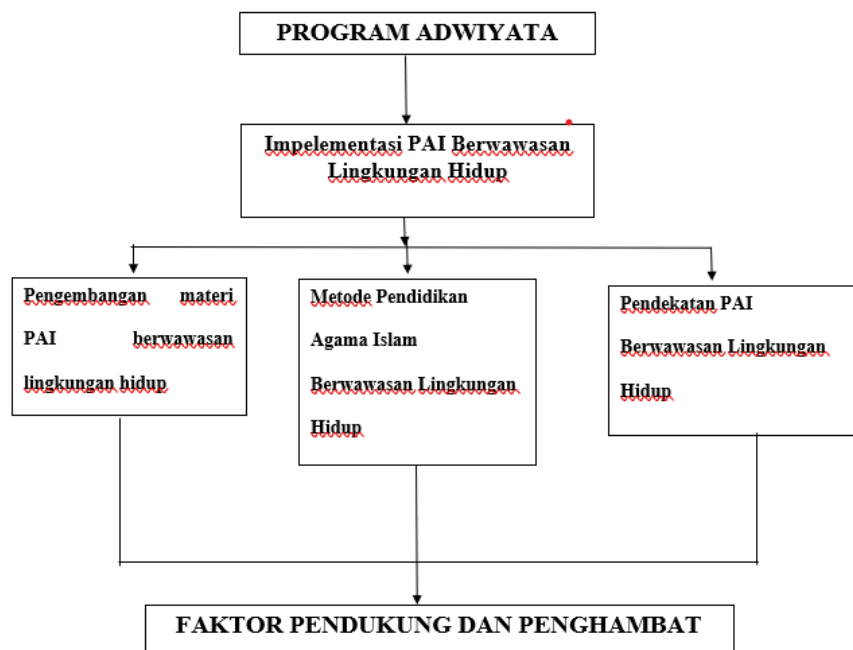 PROGRAM ADWIYATA
Impelementasi PAI Berwawasan
Lingkungan Hidup
Pengembangan materi
PAI berwawasan
lingkungan hidup
Metode Pendidikan
Agama Islam
Berwawasan Lingkungan
Hidup
Pendekatan PAI
Berwawasan Lingkungan
Hidup
FAKTOR PENDUKUNG DAN PENGHAMBAT